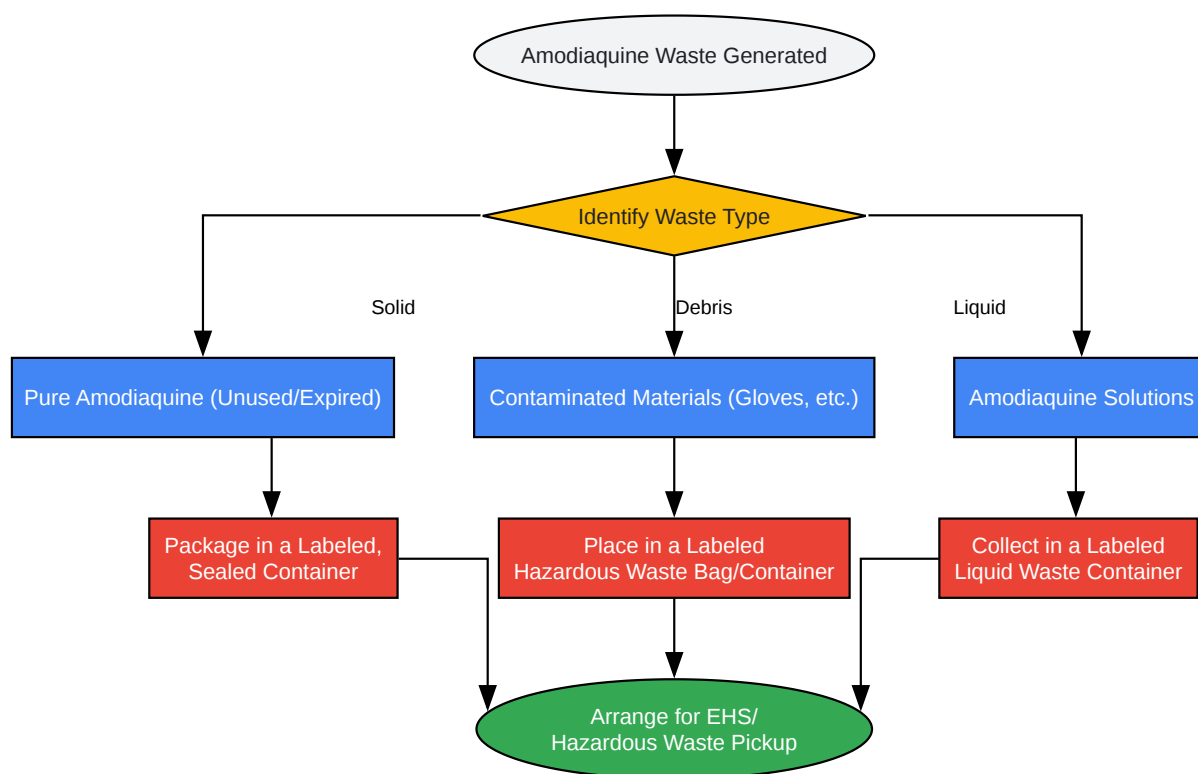 Amodiaquine Waste Generated
Identify Waste Type
Solid
Debris
Liquid
Pure Amodiaquine (Unused/Expired)
Contaminated Materials (Gloves, etc.)
Amodiaquine Solutions
Package in a Labeled,
Sealed Container
Place in a Labeled
Hazardous Waste Bag/Container
Collect in a Labeled
Liquid Waste Container
Arrange for EHS/
Hazardous Waste Pickup